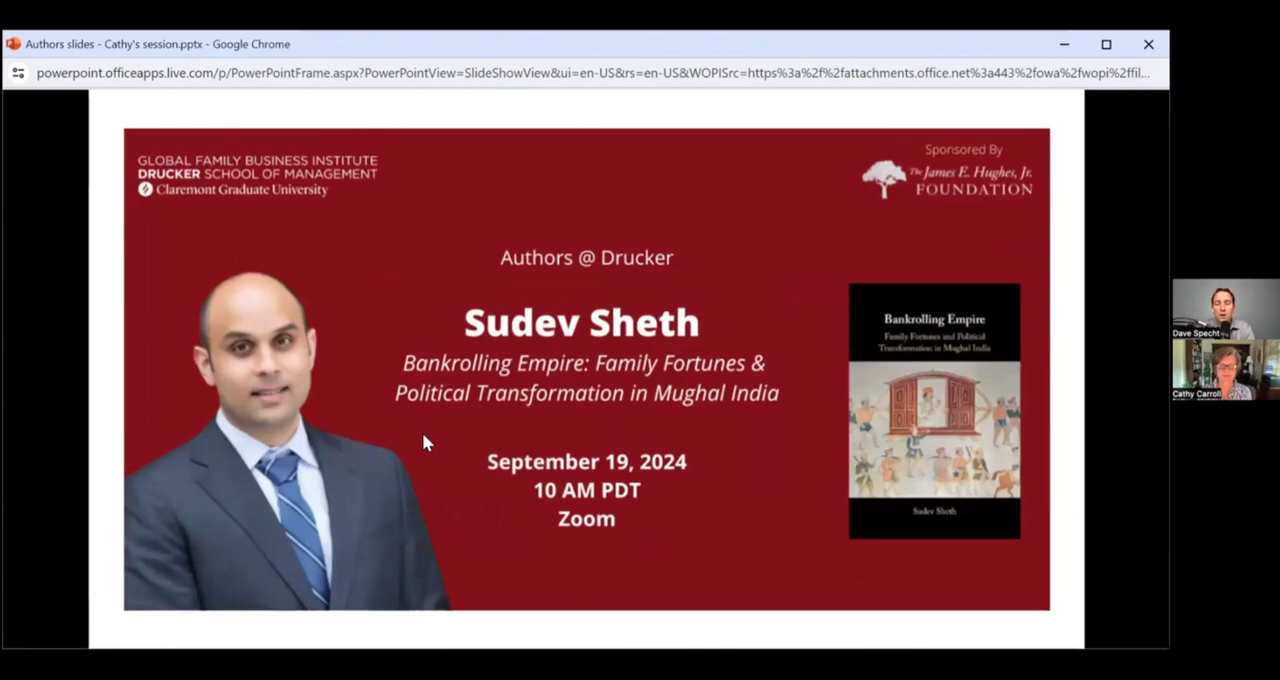 Authors slides - Cathy's session.pptx - Google Chrome
powerpoint.officeapps.live.com/p/PowerPointFrame.aspx?PowerPointView=SlideShowView&ui=en-US&rs=en-US&WOPISrc=https%3a%2f%2fattachments.office.net%3a443%2fowa%2fwopi%2ffil...
GLOBAL FAMILY BUSINESS INSTITUTE
DRUCKER SCHOOL OF MANAGEMENT
Claremont Graduate University
Sponsored By
The James E. Hughes, Jr.
FOUNDATION
Authors @ Drucker
Sudev Sheth
Bankrolling Empire: Family Fortunes &
Political Transformation in Mughal India
September 19, 2024
10 AM PDT
Zoom
Bankrolling Empire
Family Fortunes and Political
Transformation in Mughal India
Sudev Sheth
Dave Specht
Cathy Carroll